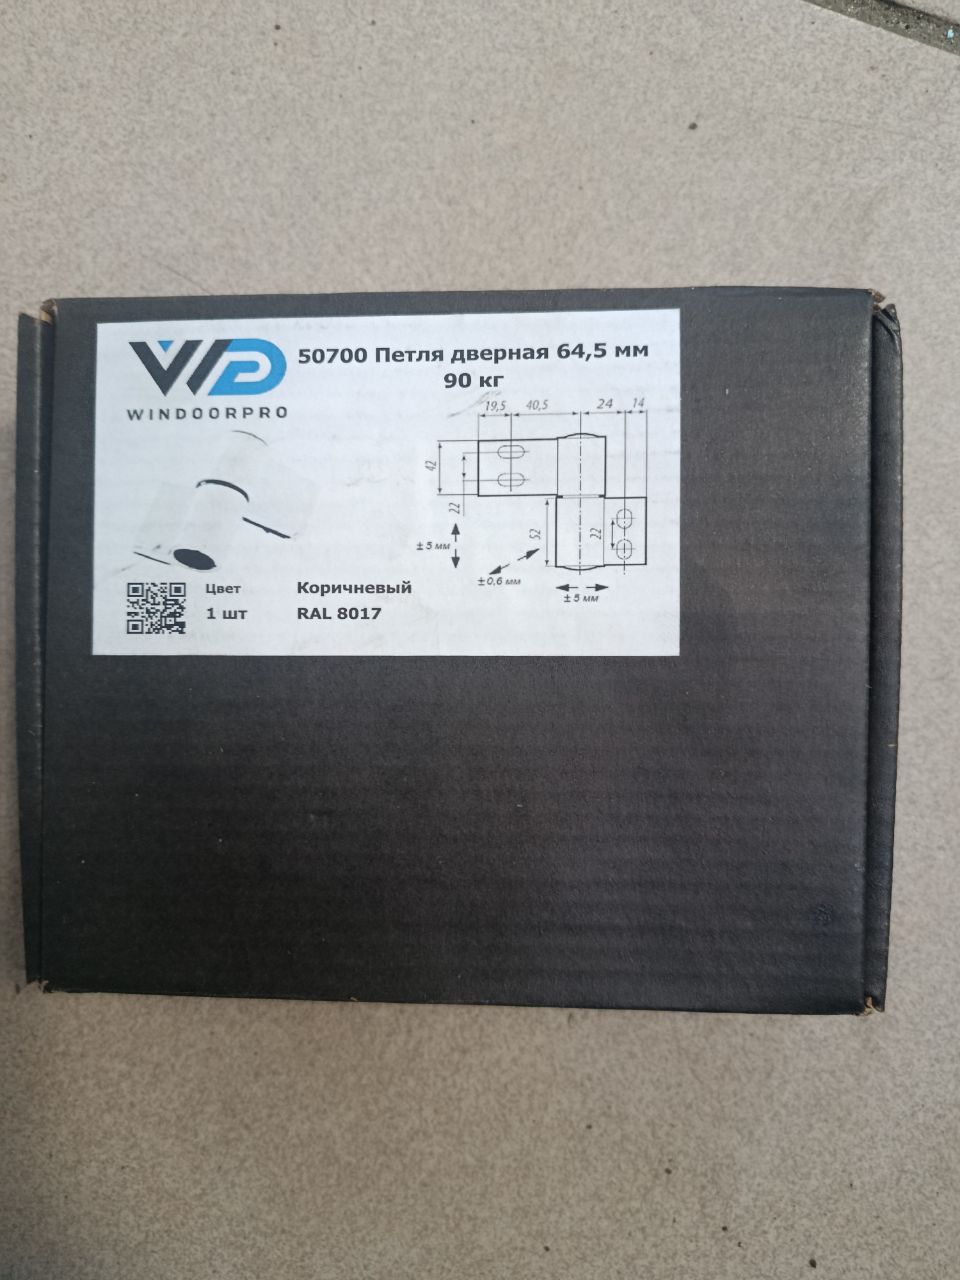 50700 Петля дверная 64,5 мм
90 кг
WINDOORPRO
19,5 40,5 24 14
42
22
52
22
± 5 мм
±0,6 мм
± 5 мм
Цвет Коричневый
1 шт RAL 8017